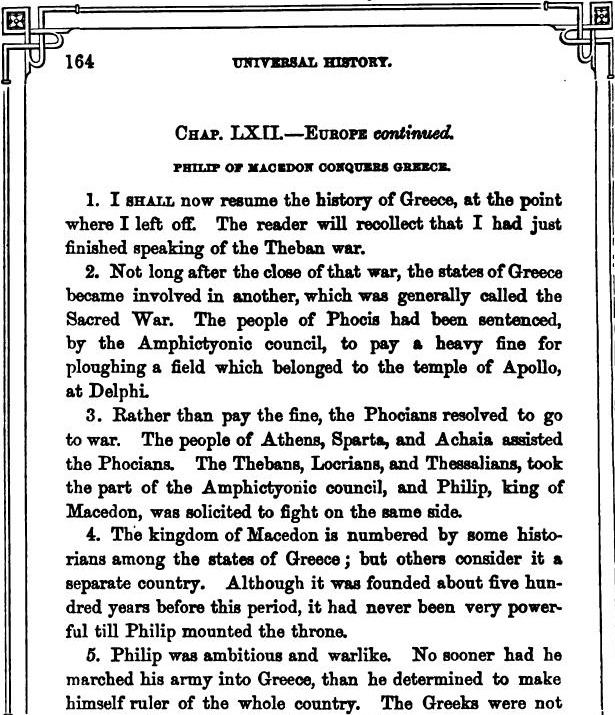 164
UNIVERSAL HISTORY.
CHAP. LXII.—EUROPE continued.
PHILIP OF MACEDON CONQUERS GREECE.
1. I SHALL now resume the history of Greece, at the point
where I left off. The reader will recollect that I had just
finished speaking of the Theban war.
2. Not long after the close of that war, the states of Greece
became involved in another, which was generally called the
Sacred War. The people of Phocis had been sentenced,
by the Amphictyonic council, to pay a heavy fine for
ploughing a field which belonged to the temple of Apollo,
at Delphi.
3. Rather than pay the fine, the Phocians resolved to go
to war. The people of Athens, Sparta, and Achaia assisted
the Phocians. The Thebans, Locrians, and Thessalians, took
the part of the Amphictyonic council, and Philip, king of
Macedon, was solicited to fight on the same side.
4. The kingdom of Macedon is numbered by some histo-
rians among the states of Greece; but others consider it a
separate country. Although it was founded about five hun-
dred years before this period, it had never been very power-
ful till Philip mounted the throne.
5. Philip was ambitious and warlike. No sooner had he
marched his army into Greece, than he determined to make
himself ruler of the whole country. The Greeks were not